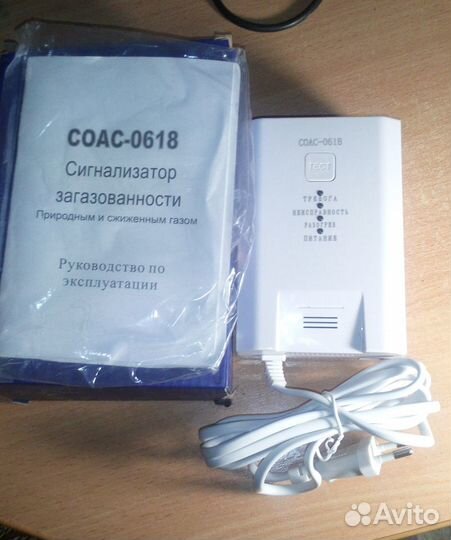 СОАС-0618
Сигнализатор
загазованности
Природным и сжиженным газом
Руководство по
эксплуатации
СОАС-0618
ТЕСТ
ТРЕВОГА
НЕИСПРАВНОСТЬ
РАЗОГРЕВ
ПИТАНИЕ
Avito